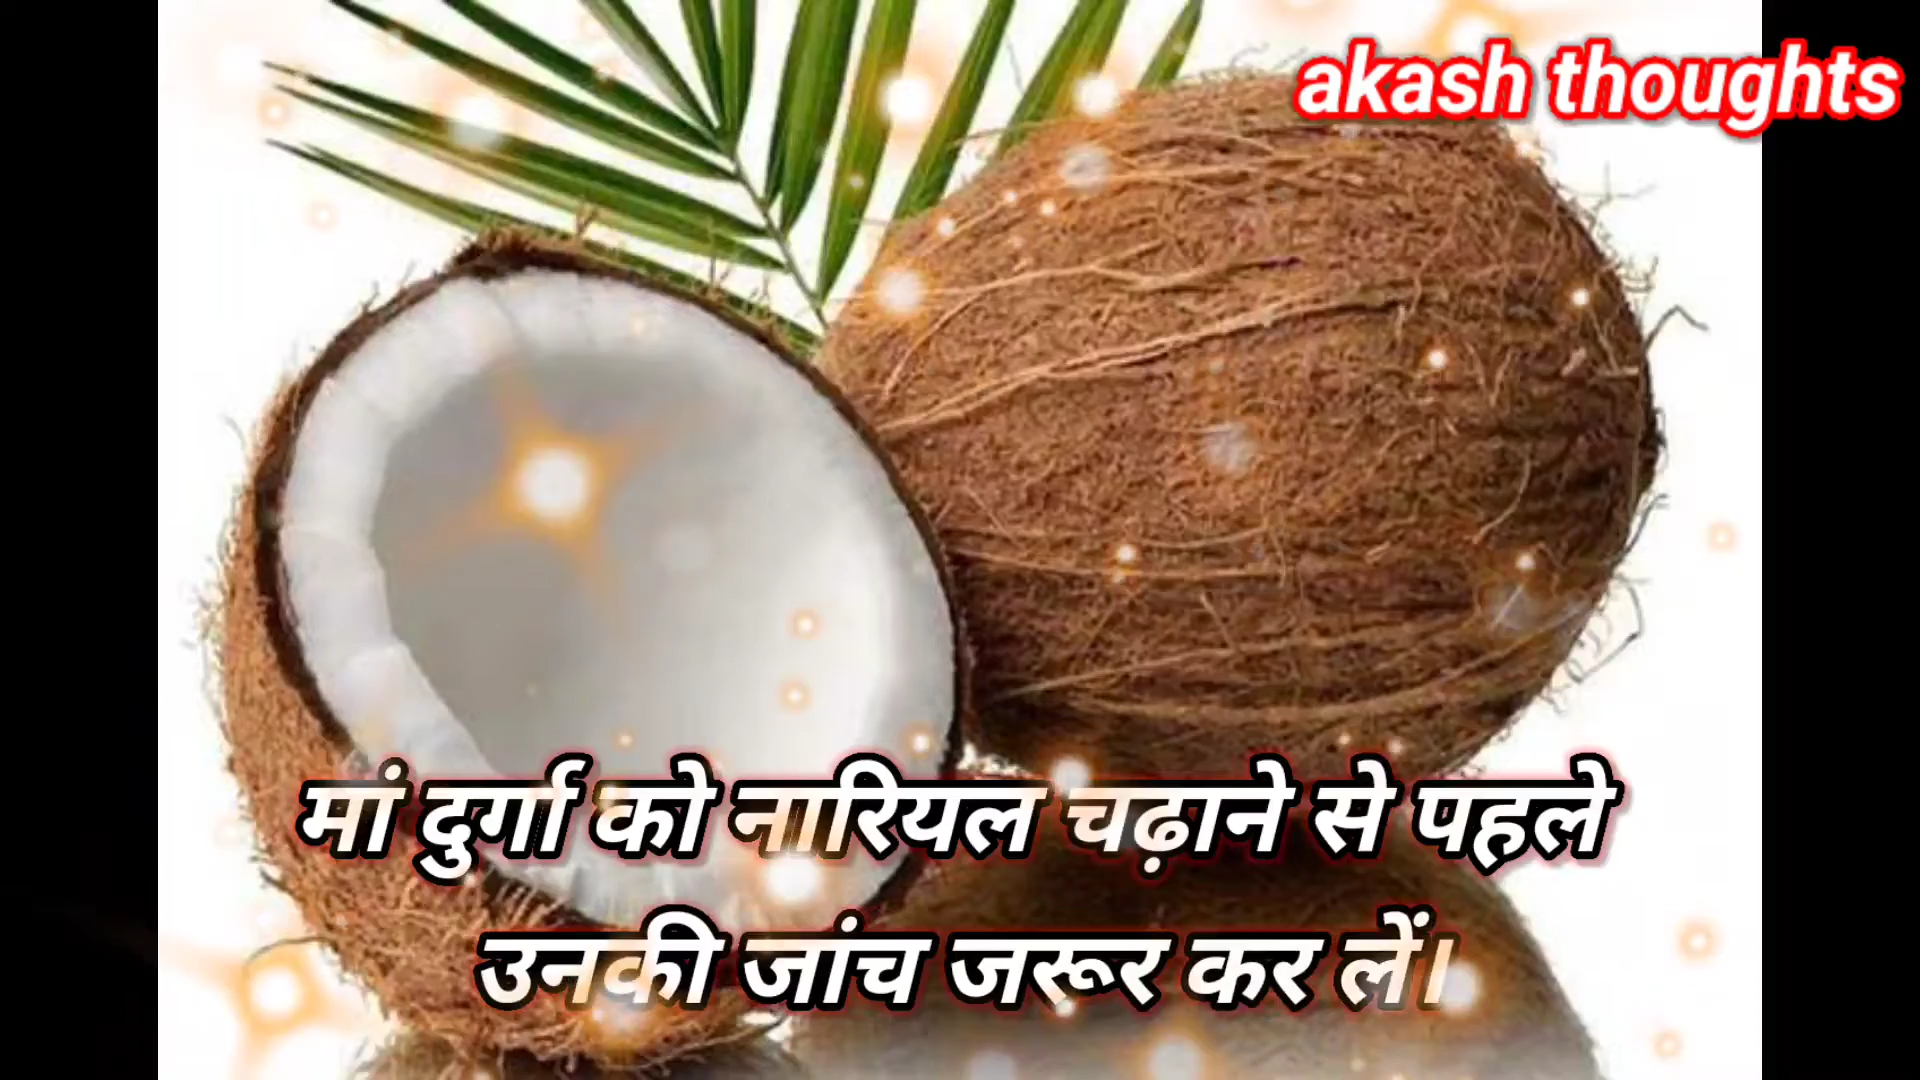 akash thoughts
मां दुर्गा को नारियल चढ़ाने से पहले
उनकी जांच जरूर कर लें।